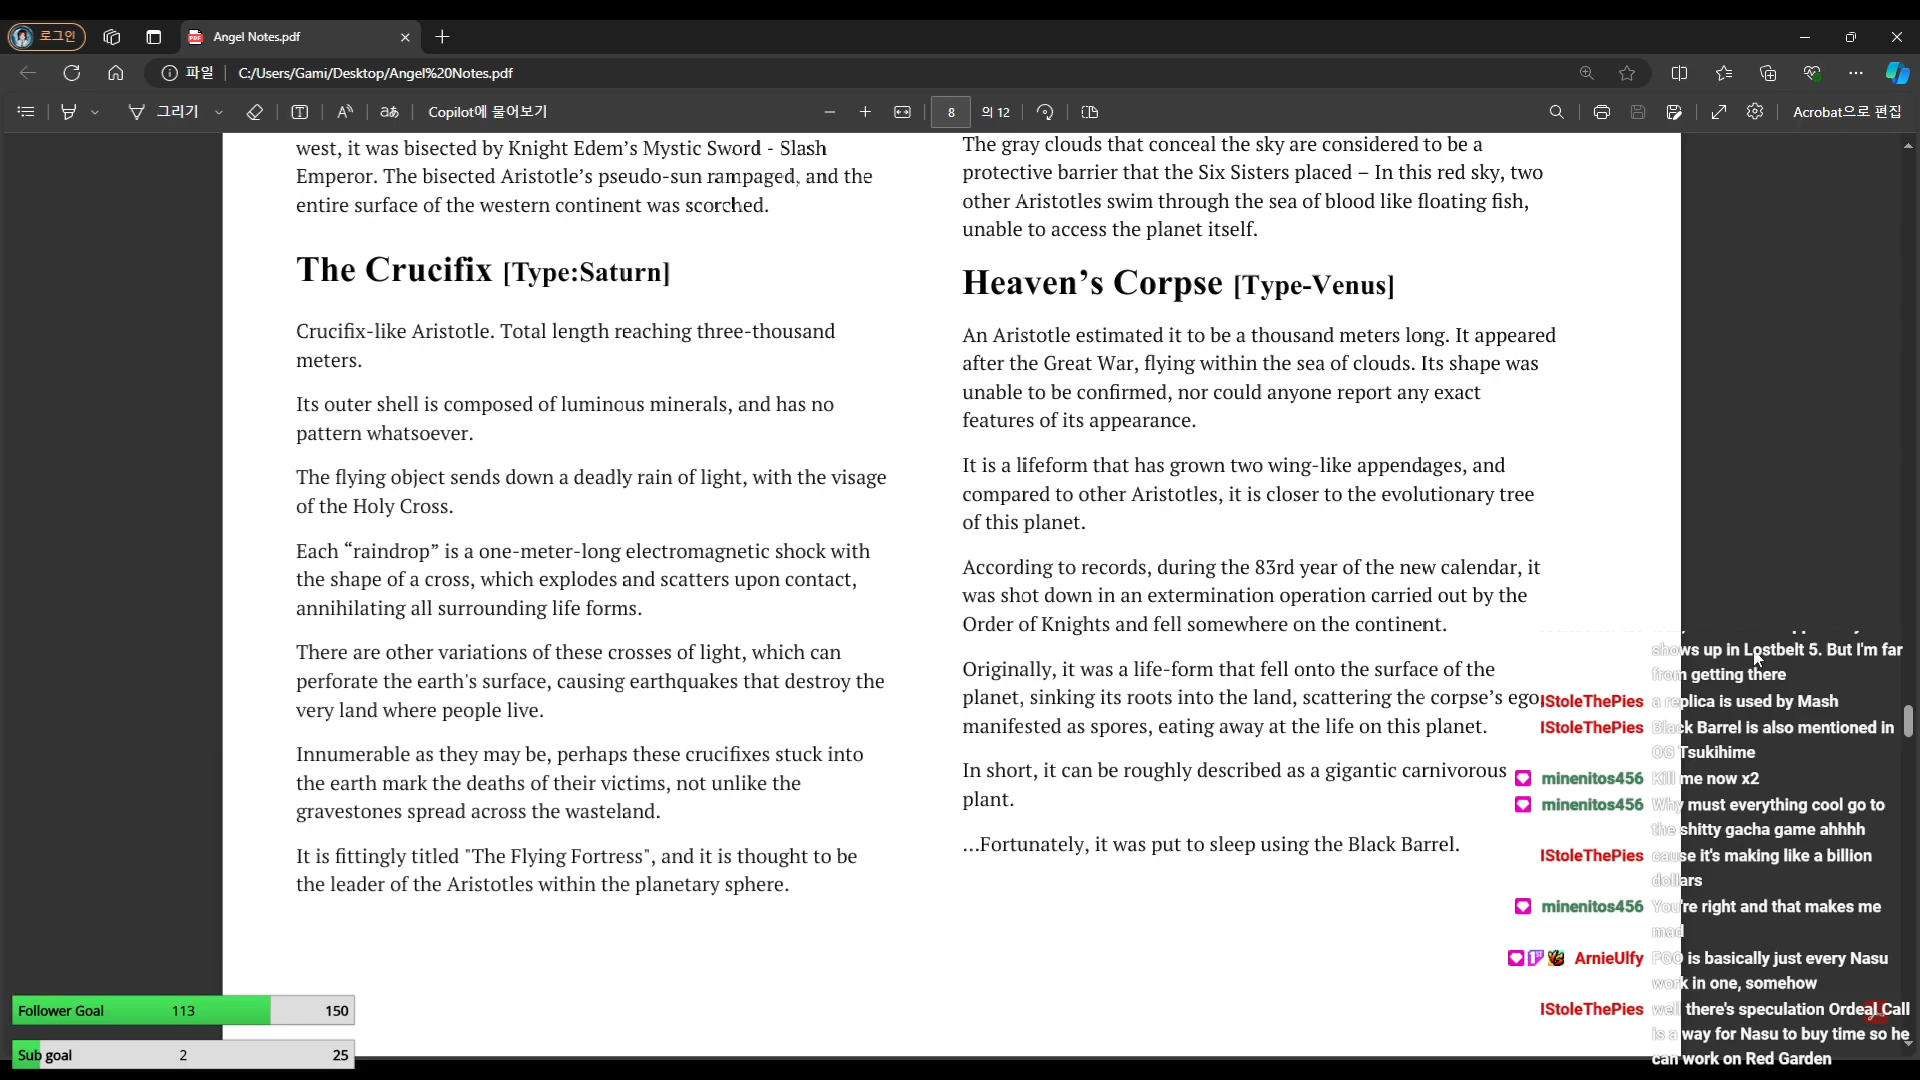 로그인
Angel Notes.pdf
파일
C:/Users/Gami/Desktop/Angel%20Notes.pdf
그리기
aあ
Copilot에 물어보기
8
의 12
Acrobat으로 편집
west, it was bisected by Knight Edem’s Mystic Sword - Slash
Emperor. The bisected Aristotle’s pseudo-sun rampaged, and the
entire surface of the western continent was scorched.
The Crucifix [Type:Saturn]
Crucifix-like Aristotle. Total length reaching three-thousand
meters.
Its outer shell is composed of luminous minerals, and has no
pattern whatsoever.
The flying object sends down a deadly rain of light, with the visage
of the Holy Cross.
Each “raindrop” is a one-meter-long electromagnetic shock with
the shape of a cross, which explodes and scatters upon contact,
annihilating all surrounding life forms.
There are other variations of these crosses of light, which can
perforate the earth's surface, causing earthquakes that destroy the
very land where people live.
Innumerable as they may be, perhaps these crucifixes stuck into
the earth mark the deaths of their victims, not unlike the
gravestones spread across the wasteland.
It is fittingly titled "The Flying Fortress", and it is thought to be
the leader of the Aristotles within the planetary sphere.
The gray clouds that conceal the sky are considered to be a
protective barrier that the Six Sisters placed – In this red sky, two
other Aristotles swim through the sea of blood like floating fish,
unable to access the planet itself.
Heaven’s Corpse [Type-Venus]
An Aristotle estimated it to be a thousand meters long. It appeared
after the Great War, flying within the sea of clouds. Its shape was
unable to be confirmed, nor could anyone report any exact
features of its appearance.
It is a lifeform that has grown two wing-like appendages, and
compared to other Aristotles, it is closer to the evolutionary tree
of this planet.
According to records, during the 83rd year of the new calendar, it
was shot down in an extermination operation carried out by the
Order of Knights and fell somewhere on the continent.
Originally, it was a life-form that fell onto the surface of the
planet, sinking its roots into the land, scattering the corpse’s ego,
manifested as spores, eating away at the life on this planet.
In short, it can be roughly described as a gigantic carnivorous
plant.
…Fortunately, it was put to sleep using the Black Barrel.
shows up in Lostbelt 5. But I'm far
from getting there
IStoleThePies a replica is used by Mash
IStoleThePies Black Barrel is also mentioned in
OG Tsukihime
minenitos456 Kill me now x2
minenitos456 Why must everything cool go to
the shitty gacha game ahhhh
IStoleThePies cause it's making like a billion
dollars
minenitos456 You're right and that makes me
mad
ArnieUlfy FGO is basically just every Nasu
work in one, somehow
IStoleThePies well there's speculation Ordeal Call
is a way for Nasu to buy time so he
can work on Red Garden
Follower Goal 113 150
Sub goal 2 25